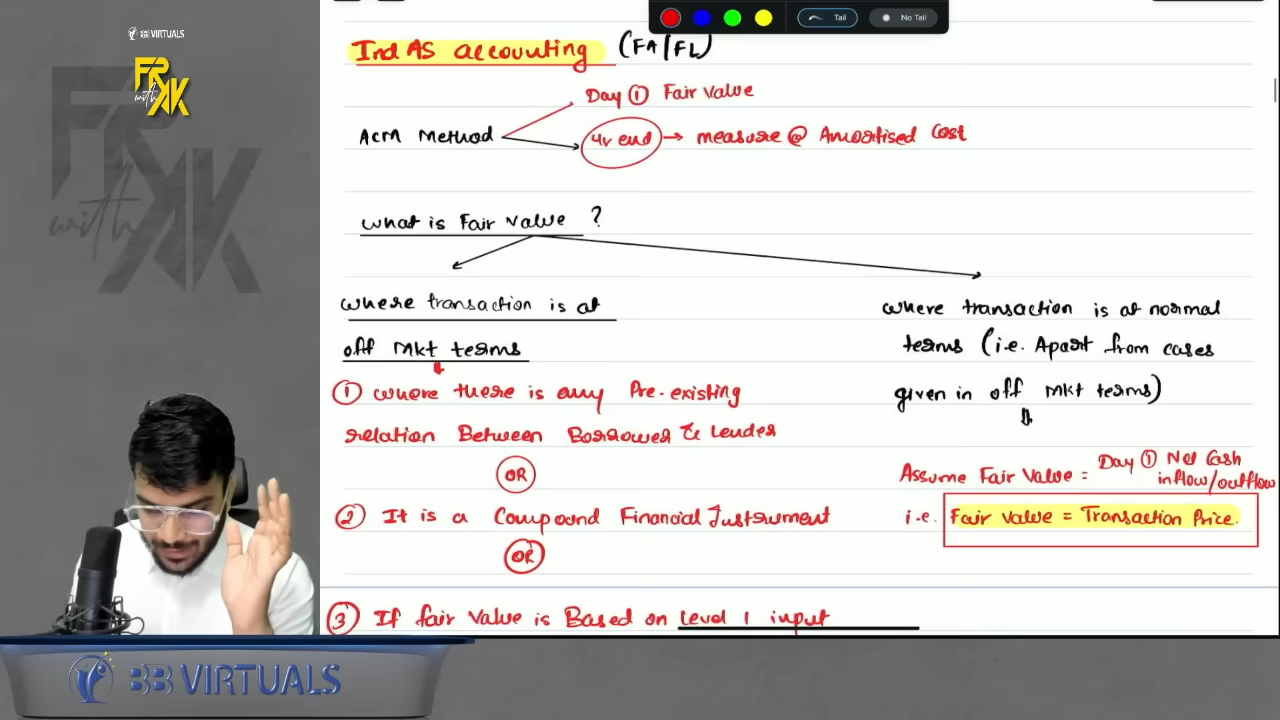 BB VIRTUALS
FR
with
AK
Tail
No Tail
Ind AS accounting (FA/FL)
Day ① Fair Value
ACM Method
Yr end → measure @ Amortised Cost
what is Fair value ?
where transaction is at
off Mkt terms
① where there is any Pre-existing
relation Between Borrower & Lender
OR
② It is a Compound Financial Instrument
OR
③ If fair value is Based on Level 1 input
where transaction is at normal
terms (i.e. Apart from cases
given in off Mkt terms)
Assume Fair Value = Day ① Net Cash
inflow/outflow
i.e. Fair value = Transaction Price.
BB VIRTUALS